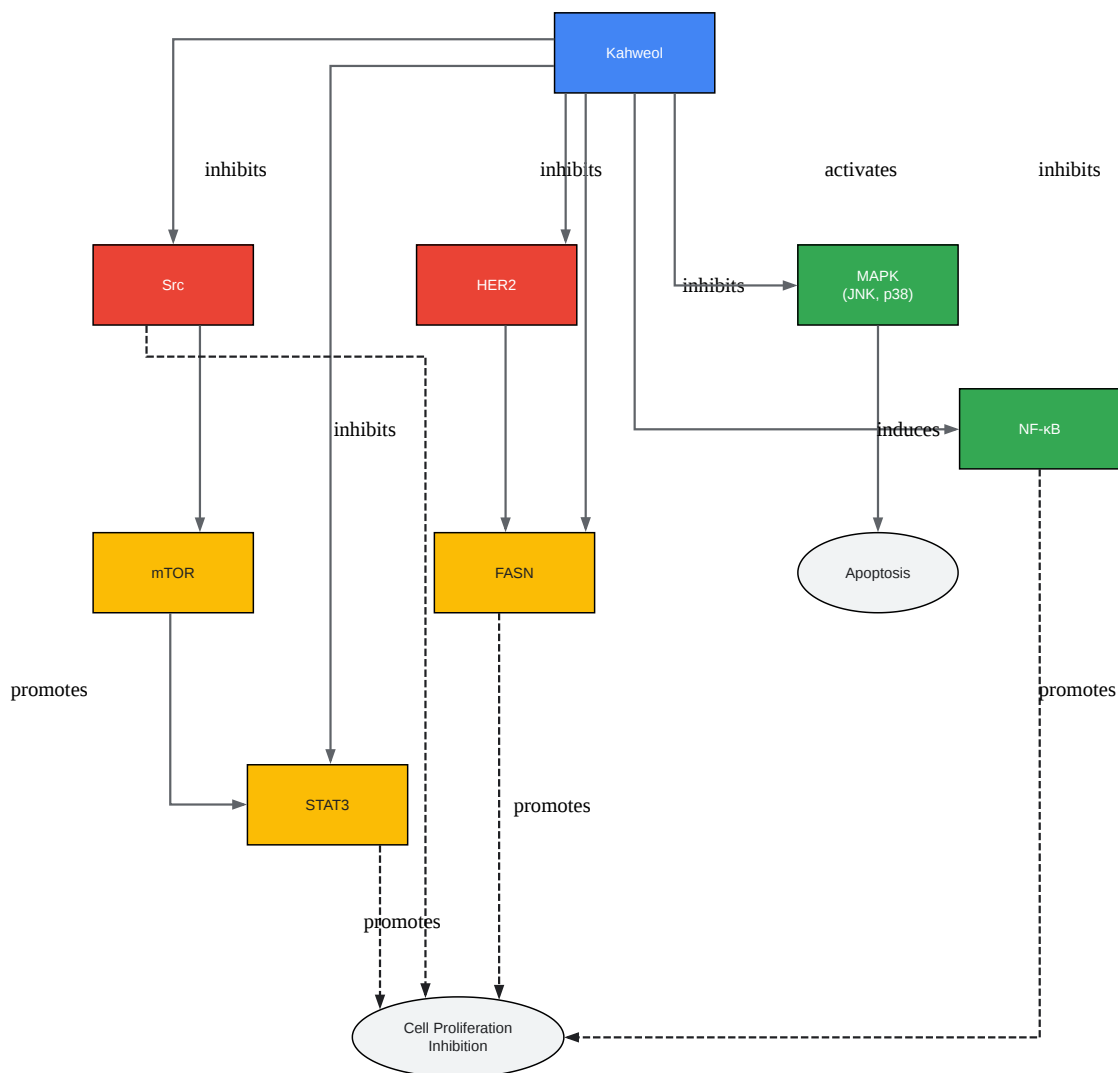 Kahweol
inhibits
inhibits
activates
inhibits
Src
HER2
inhibits
MAPK
(JNK, p38)
inhibits
induces
NF-κB
mTOR
FASN
Apoptosis
promotes
promotes
STAT3
promotes
promotes
Cell Proliferation
Inhibition